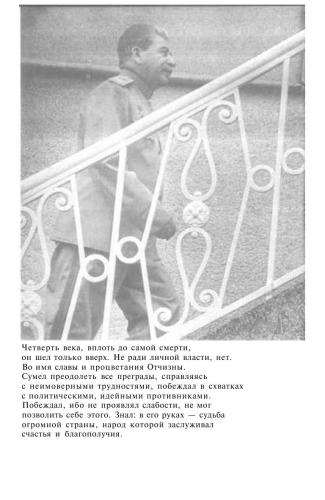 Четверть века, вплоть до самой смерти,
он шел только вверх. Не ради личной власти, нет.
Во имя славы и процветания Отчизны.
Сумел преодолеть все преграды, справляясь
с неимоверными трудностями, побеждал в схватках
с политическими, идейными противниками.
Побеждал, ибо не проявлял слабости, не мог
позволить себе этого. Знал: в его руках — судьба
огромной страны, народ которой заслуживал
счастья и благополучия.